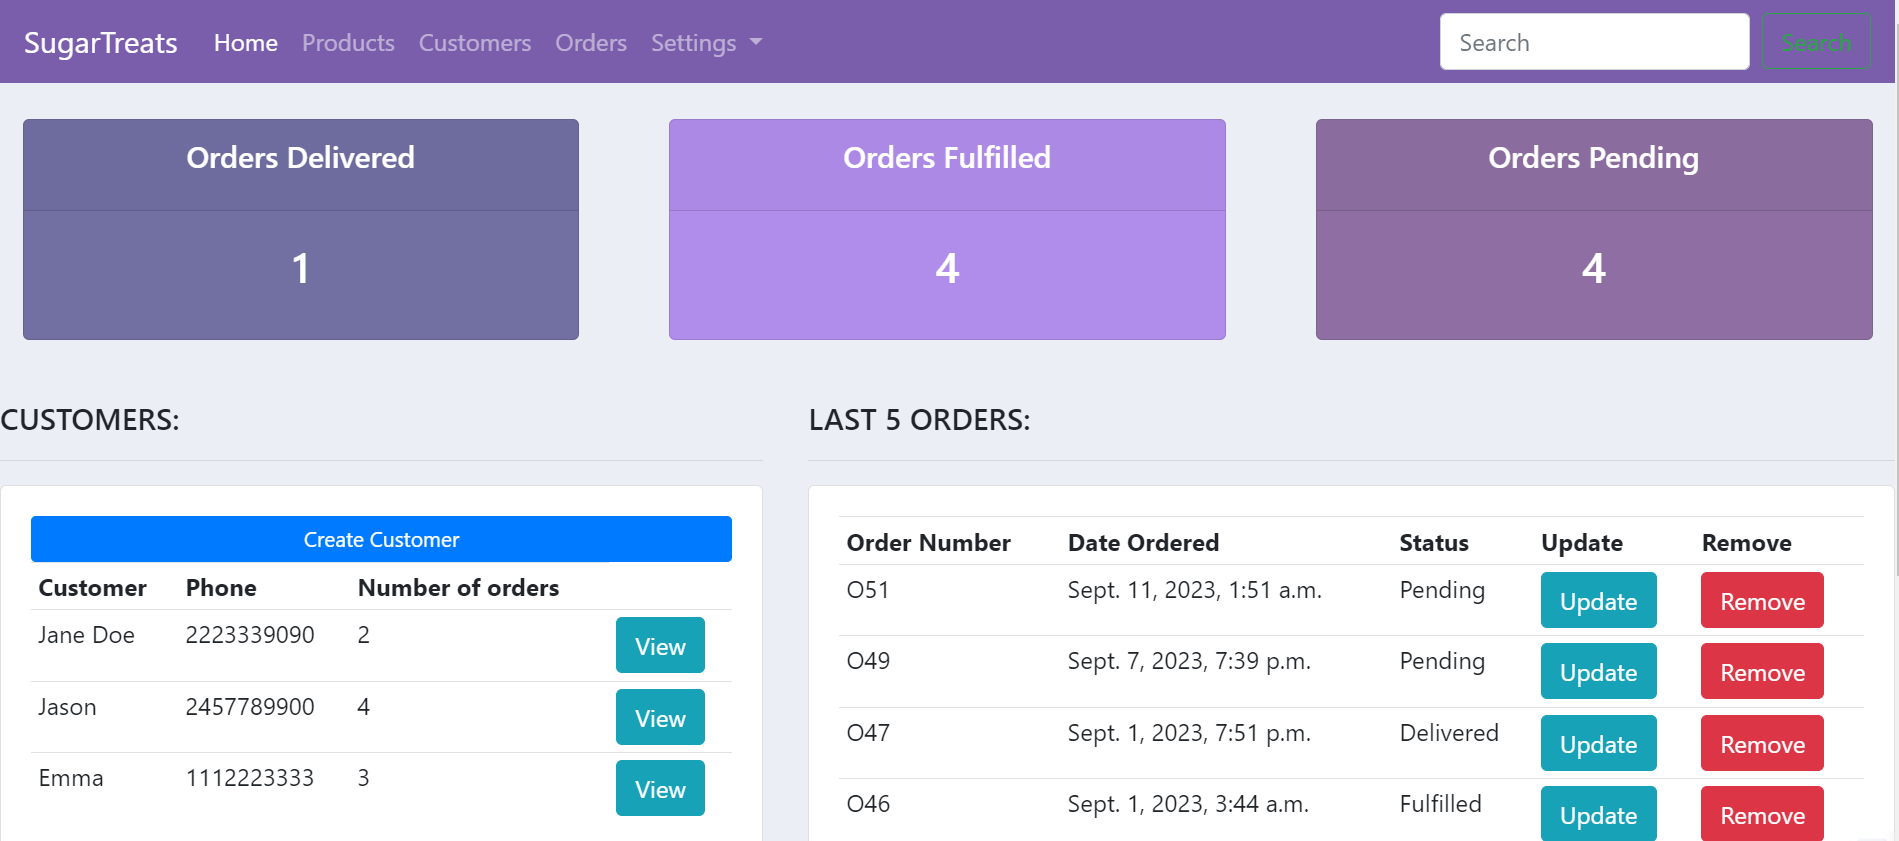 SugarTreats Home Products Customers Orders Settings Search Search
Orders Delivered
1
Orders Fulfilled
4
Orders Pending
4
CUSTOMERS:
Create Customer
Customer Phone Number of orders
Jane Doe 2223339090 2 View
Jason 2457789900 4 View
Emma 1112223333 3 View
LAST 5 ORDERS:
Order Number Date Ordered Status Update Remove
O51 Sept. 11, 2023, 1:51 a.m. Pending Update Remove
O49 Sept. 7, 2023, 7:39 p.m. Pending Update Remove
O47 Sept. 1, 2023, 7:51 p.m. Delivered Update Remove
O46 Sept. 1, 2023, 3:44 a.m. Fulfilled Update Remove